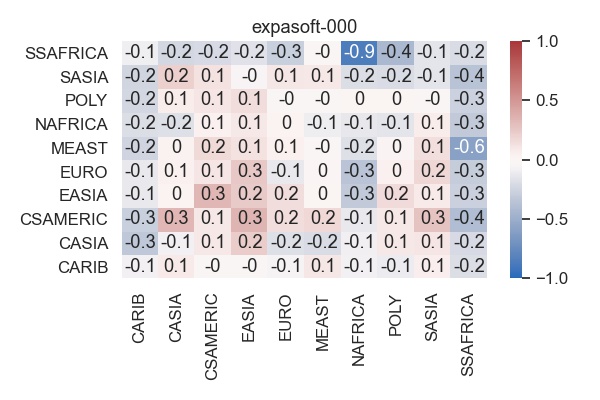 expasoft-000
SSAFRICA -0.1 -0.2 -0.2 -0.2 -0.3 -0 -0.9 -0.4 -0.1 -0.2
SASIA -0.2 0.2 0.1 -0 0.1 0.1 -0.2 -0.2 -0.1 -0.4
POLY -0.2 0.1 0.1 0.1 -0 -0 0 0 -0 -0.3
NAFRICA -0.2 -0.2 0.1 0.1 0 -0.1 -0.1 -0.1 0.1 -0.3
MEAST -0.2 0 0.2 0.1 0.1 -0 -0.2 0 0.1 -0.6
EURO -0.1 0.1 0.1 0.3 -0.1 0 -0.3 0 0.2 -0.3
EASIA -0.1 0 0.3 0.2 0.2 0 -0.3 0.2 0.1 -0.3
CSAMERIC -0.3 0.3 0.1 0.3 0.2 0.2 -0.1 0.1 0.3 -0.4
CASIA -0.3 -0.1 0.1 0.2 -0.2 -0.2 -0.1 0.1 0.1 -0.2
CARIB -0.1 0.1 -0 -0 -0.1 0.1 -0.1 -0.1 0.1 -0.2
CARIB CASIA CSAMERIC EASIA EURO MEAST NAFRICA POLY SASIA SSAFRICA
1.0
0.5
0.0
−0.5
−1.0